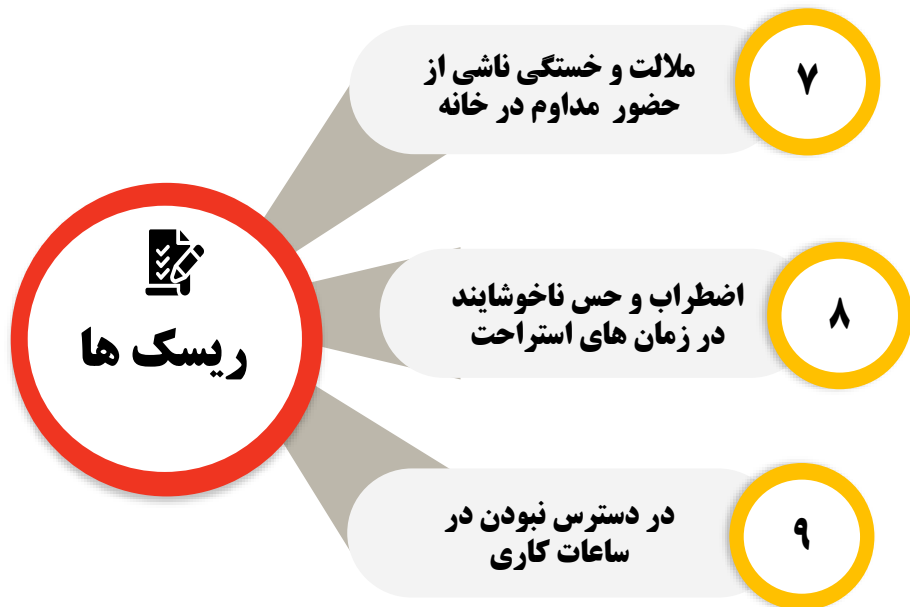 ریسک ها
۷
ملالت و خستگی ناشی از
حضور مداوم در خانه
۸
اضطراب و حس ناخوشایند
در زمان های استراحت
۹
در دسترس نبودن در
ساعات کاری